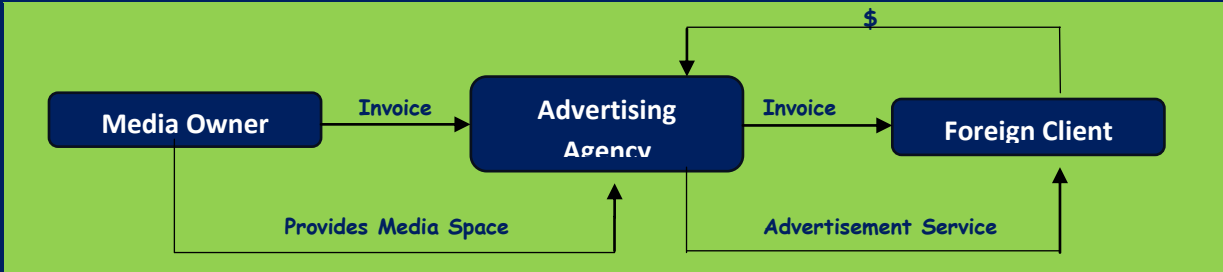 $
Media Owner
Invoice
Advertising
Agency
Invoice
Foreign Client
Provides Media Space
Advertisement Service